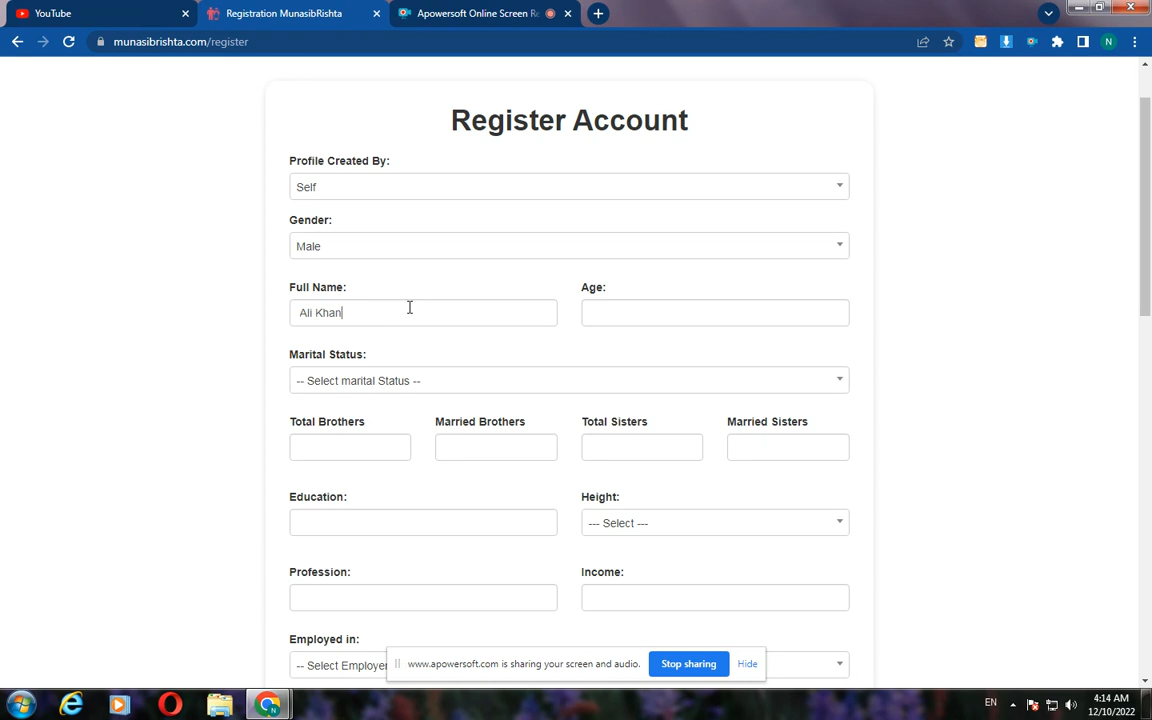 YouTube
Registration MunasibRishta
Apowersoft Online Screen Re
munasibrishta.com/register
N
Register Account
Profile Created By:
Self
Gender:
Male
Full Name: Age:
Ali Khan
Marital Status:
-- Select marital Status --
Total Brothers Married Brothers Total Sisters Married Sisters
Education: Height:
--- Select ---
Profession: Income:
Employed in:
-- Select Employer
www.apowersoft.com is sharing your screen and audio. Stop sharing Hide
EN 4:14 AM
12/10/2022